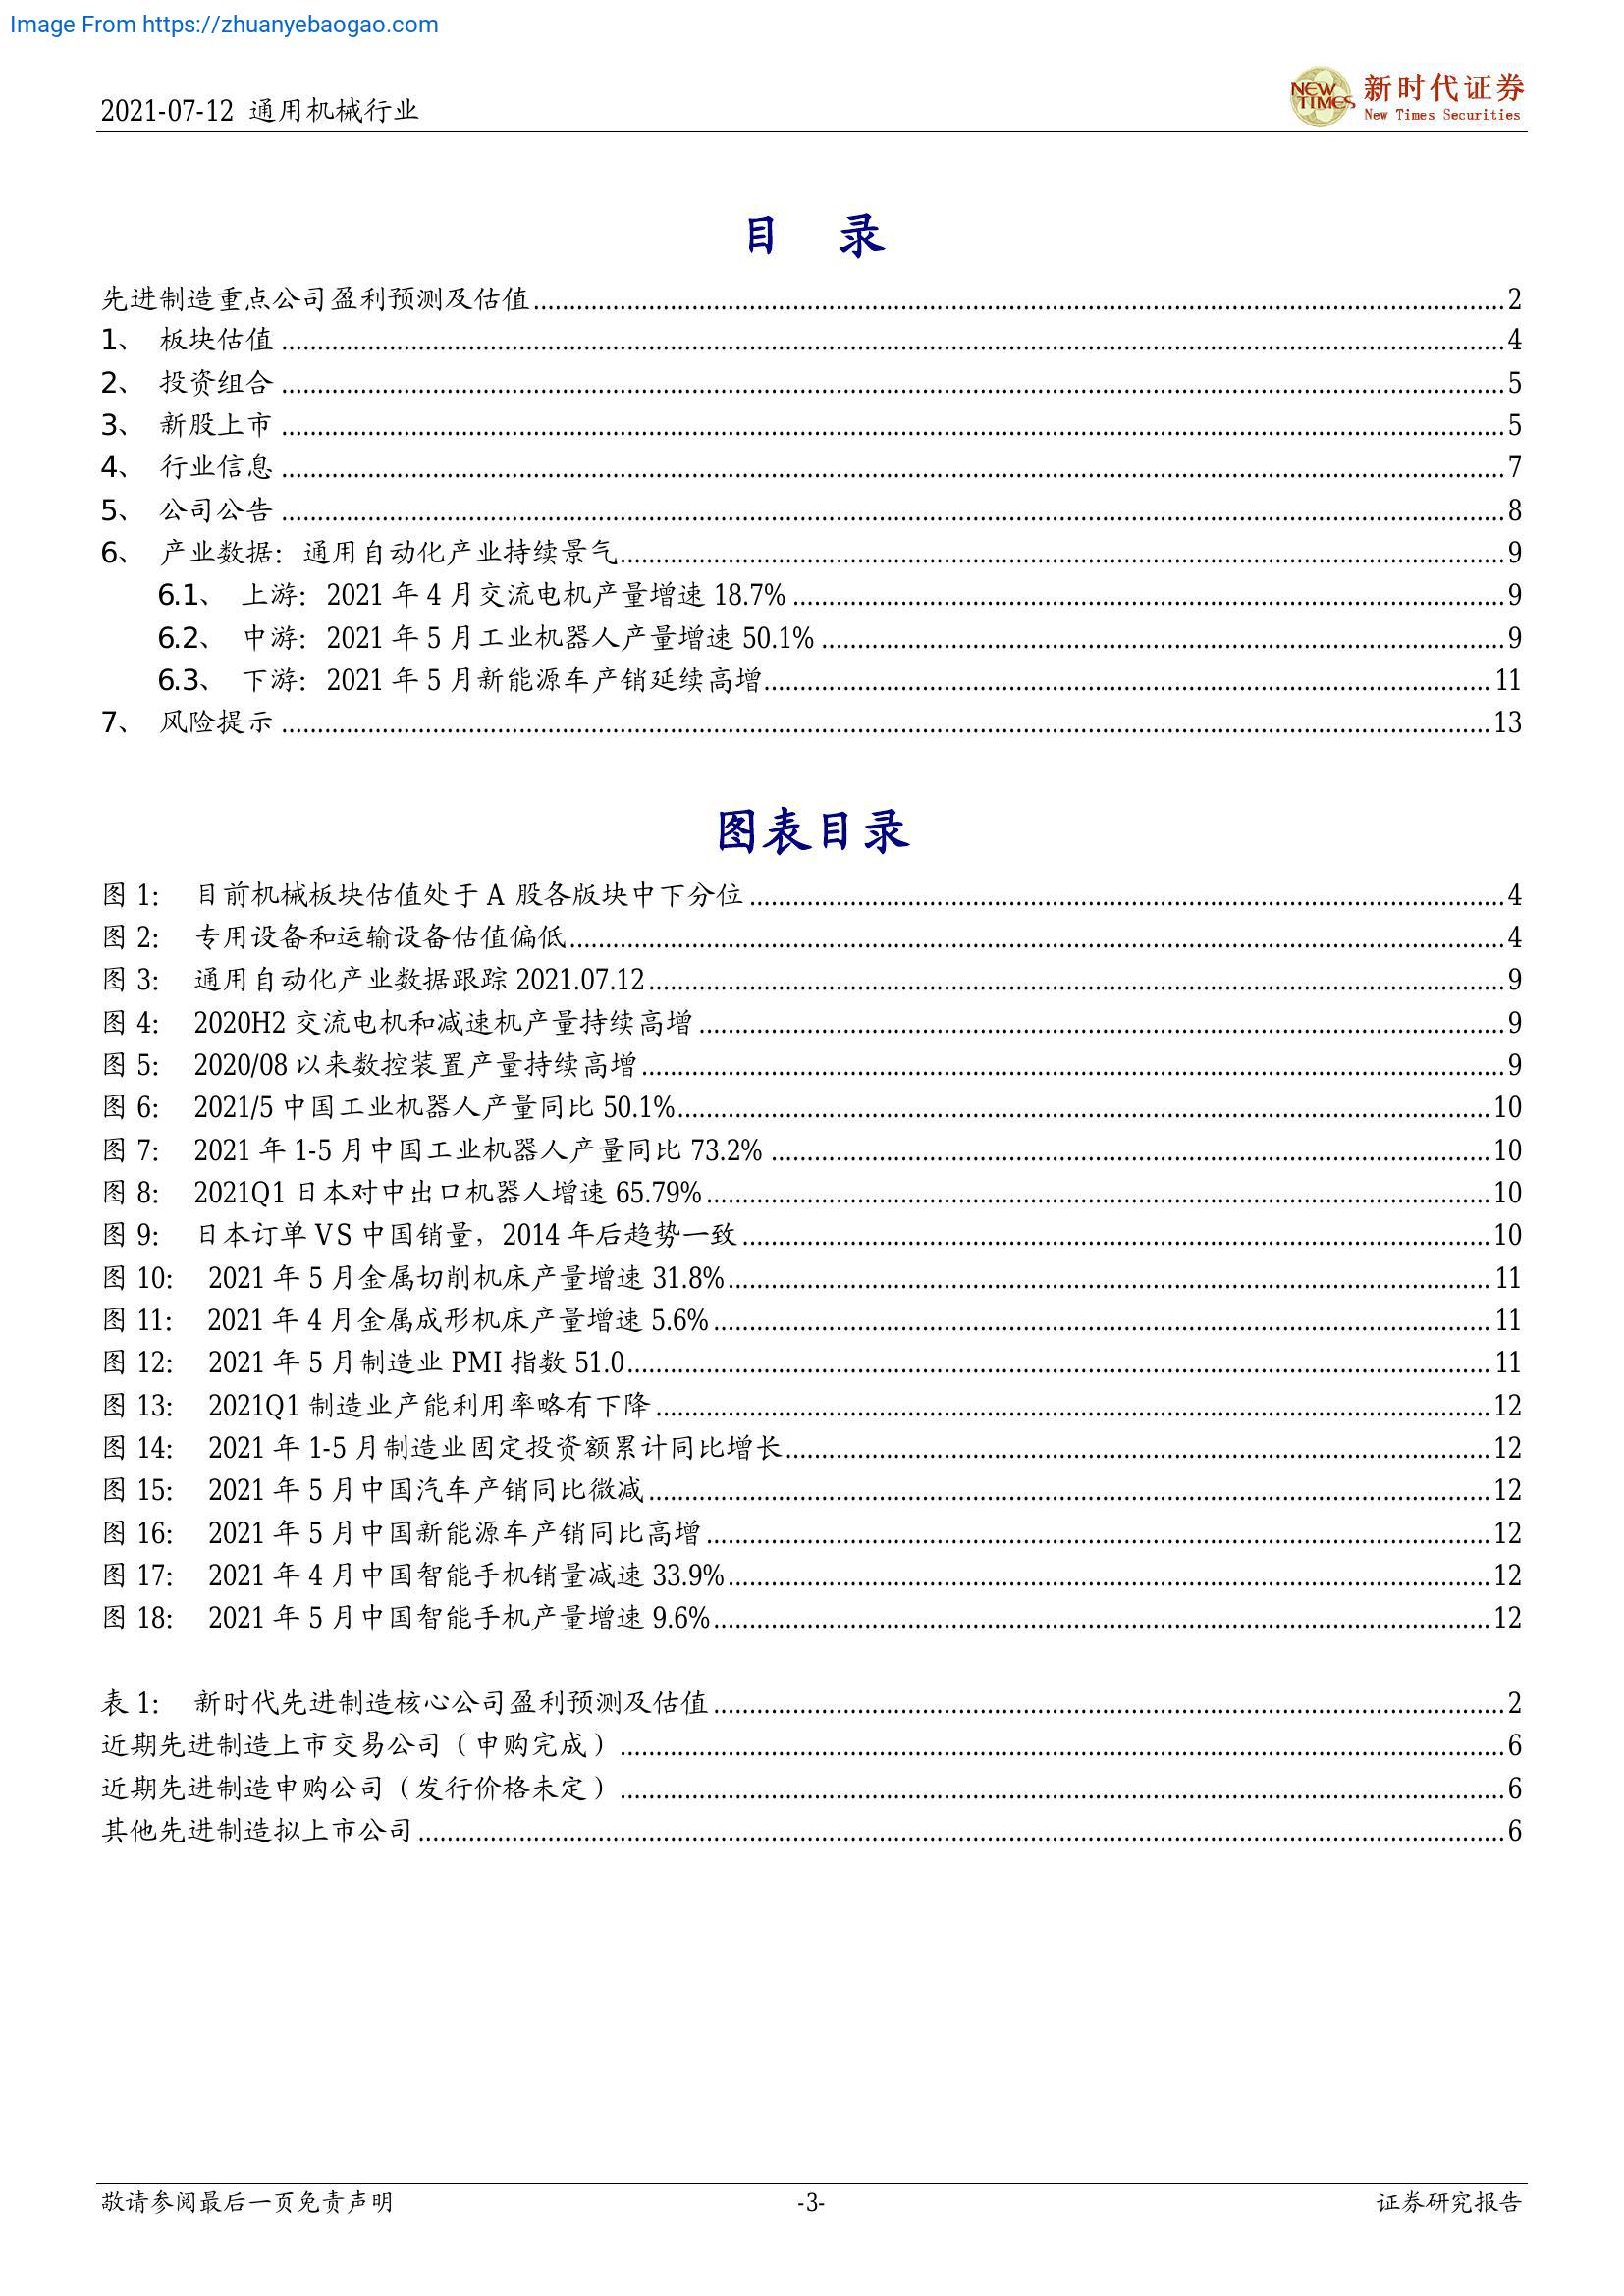 Image From https://zhuanyebaogao.com
2021-07-12 通用机械行业
NEW TIMES
新时代证券
New Times Securities
目 录
先进制造重点公司盈利预测及估值 2
1、 板块估值 4
2、 投资组合 5
3、 新股上市 5
4、 行业信息 7
5、 公司公告 8
6、 产业数据：通用自动化产业持续景气 9
6.1、 上游：2021 年 4 月交流电机产量增速 18.7% 9
6.2、 中游：2021 年 5 月工业机器人产量增速 50.1% 9
6.3、 下游：2021 年 5 月新能源车产销延续高增 11
7、 风险提示 13
图表目录
图 1： 目前机械板块估值处于 A 股各版块中下分位 4
图 2： 专用设备和运输设备估值偏低 4
图 3： 通用自动化产业数据跟踪 2021.07.12 9
图 4： 2020H2 交流电机和减速机产量持续高增 9
图 5： 2020/08 以来数控装置产量持续高增 9
图 6： 2021/5 中国工业机器人产量同比 50.1% 10
图 7： 2021 年 1-5 月中国工业机器人产量同比 73.2% 10
图 8： 2021Q1 日本对中出口机器人增速 65.79% 10
图 9： 日本订单 VS 中国销量，2014 年后趋势一致 10
图 10： 2021 年 5 月金属切削机床产量增速 31.8% 11
图 11： 2021 年 4 月金属成形机床产量增速 5.6% 11
图 12： 2021 年 5 月制造业 PMI 指数 51.0 11
图 13： 2021Q1 制造业产能利用率略有下降 12
图 14： 2021 年 1-5 月制造业固定投资额累计同比增长 12
图 15： 2021 年 5 月中国汽车产销同比微减 12
图 16： 2021 年 5 月中国新能源车产销同比高增 12
图 17： 2021 年 4 月中国智能手机销量减速 33.9% 12
图 18： 2021 年 5 月中国智能手机产量增速 9.6% 12
表 1： 新时代先进制造核心公司盈利预测及估值 2
近期先进制造上市交易公司（申购完成） 6
近期先进制造申购公司（发行价格未定） 6
其他先进制造拟上市公司 6
敬请参阅最后一页免责声明 -3- 证券研究报告